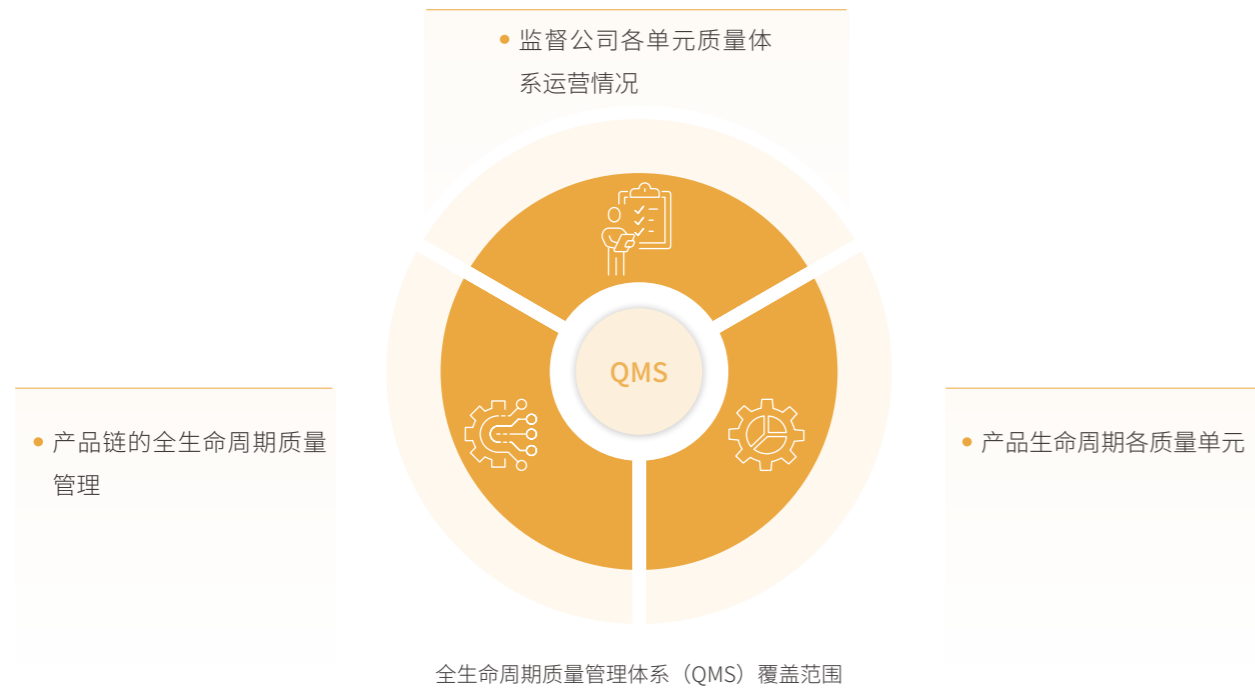 监督公司各单元质量体
系运营情况
QMS
产品链的全生命周期质量
管理
产品生命周期各质量单元
全生命周期质量管理体系（QMS）覆盖范围